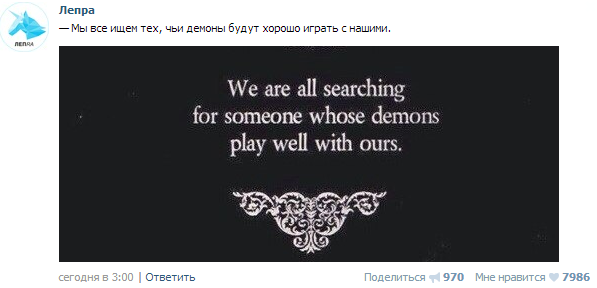 Лепра
— Мы все ищем тех, чьи демоны будут хорошо играть с нашими.
ЛЕПRА
We are all searching
for someone whose demons
play well with ours.
сегодня в 3:00 | Ответить
Поделиться 970 Мне нравится 7986